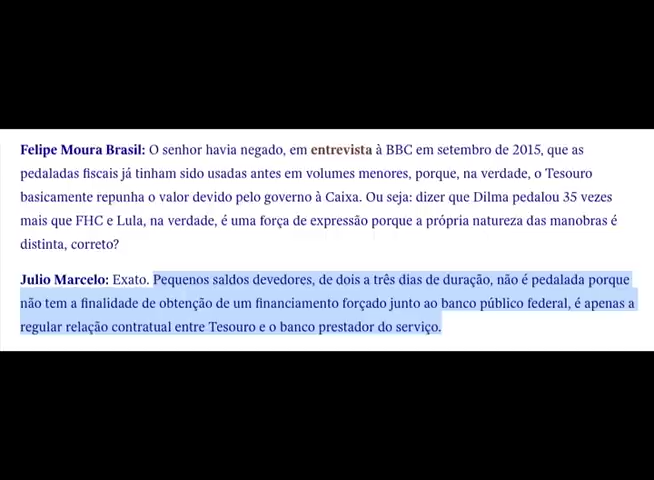 Felipe Moura Brasil: O senhor havia negado, em entrevista à BBC em setembro de 2015, que as
pedaladas fiscais já tinham sido usadas antes em volumes menores, porque, na verdade, o Tesouro
basicamente repunha o valor devido pelo governo à Caixa. Ou seja: dizer que Dilma pedalou 35 vezes
mais que FHC e Lula, na verdade, é uma força de expressão porque a própria natureza das manobras é
distinta, correto?
Julio Marcelo: Exato. Pequenos saldos devedores, de dois a três dias de duração, não é pedalada porque
não tem a finalidade de obtenção de um financiamento forçado junto ao banco público federal, é apenas a
regular relação contratual entre Tesouro e o banco prestador do serviço.